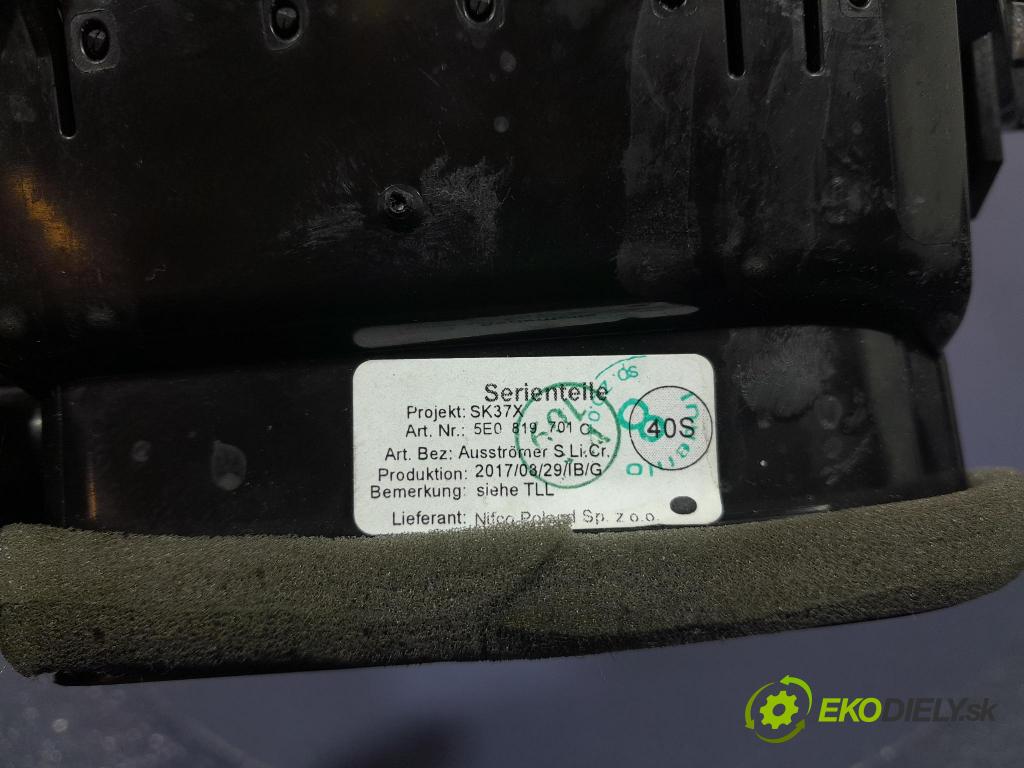 Serienteile
Projekt: SK37X
Art. Nr.: 5E0 819 701
Art. Bez: Ausströmer S Li.Cr.
Produktion: 2017/03/29/IB/G
Bemerkung: siehe TLL
Lieferant: Nifco Poland Sp. z o.o.
40S
EKODIELY.sk